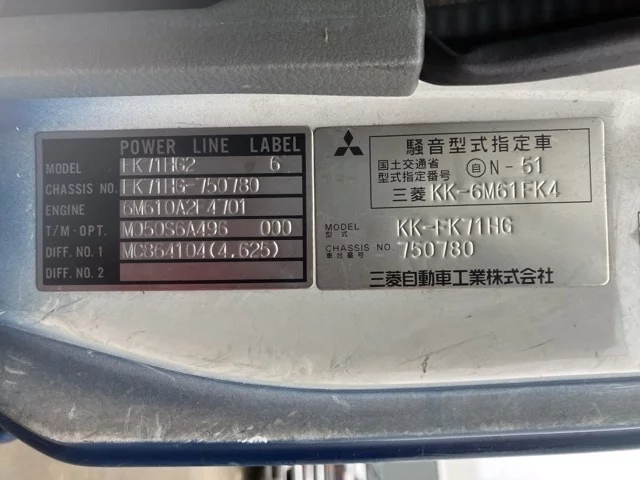 POWER LINE LABEL
MODEL FK71HG2 6
CHASSIS NO. FK71HG-750780
ENGINE 6M610A2F4701
T/M·OPT. M050S6A496 000
DIFF. NO. 1 MC864104(4.625)
DIFF. NO. 2
騒音型式指定車
国土交通省
型式指定番号 自 N-51
三菱 KK-6M61FK4
MODEL KK-FK71HG
型式
CHASSIS NO. 750780
車台番号
三菱自動車工業株式会社